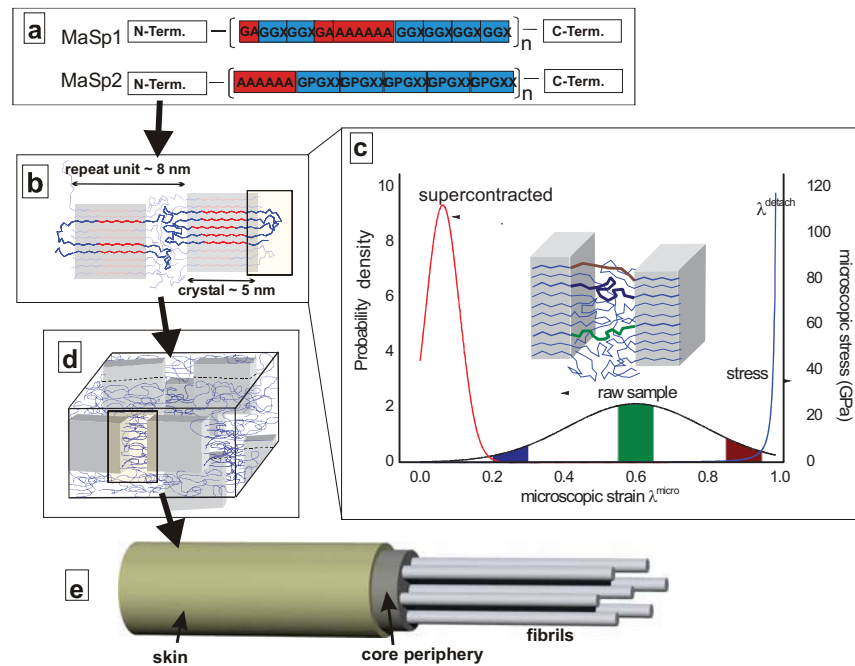 a
MaSp1 N-Term. GAGGXGGXGAAAAAAAGGXGGXGGXGGX n C-Term.
MaSp2 N-Term. AAAAAAGPGXXGPGXXGPGXXGPGXXGPGXX n C-Term.
b
repeat unit ~ 8 nm
crystal ~ 5 nm
c
supercontracted
λdetach
raw sample
stress
Probability density
10
8
6
4
2
0
microscopic stress (GPa)
120
100
80
60
40
20
0
0.0 0.2 0.4 0.6 0.8 1.0
microscopic strain λmicro
d
e
skin
core periphery
fibrils